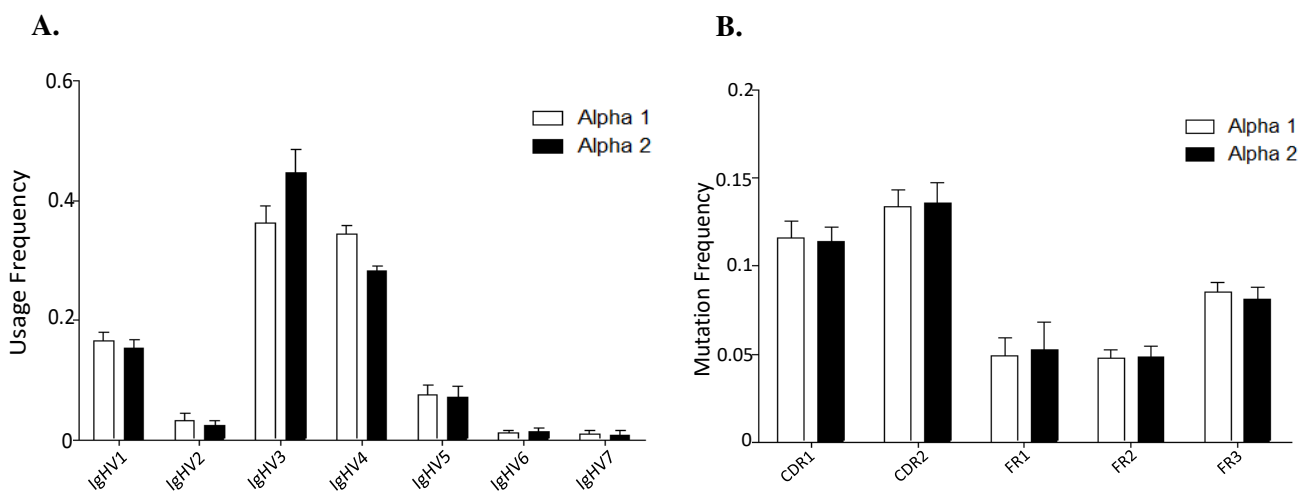 A.
Usage Frequency
0.6
0.4
0.2
0
Alpha 1
Alpha 2
IgHV1
IgHV2
IgHV3
IgHV4
IgHV5
IgHV6
IgHV7
B.
Mutation Frequency
0.2
0.15
0.1
0.05
0
Alpha 1
Alpha 2
CDR1
CDR2
FR1
FR2
FR3